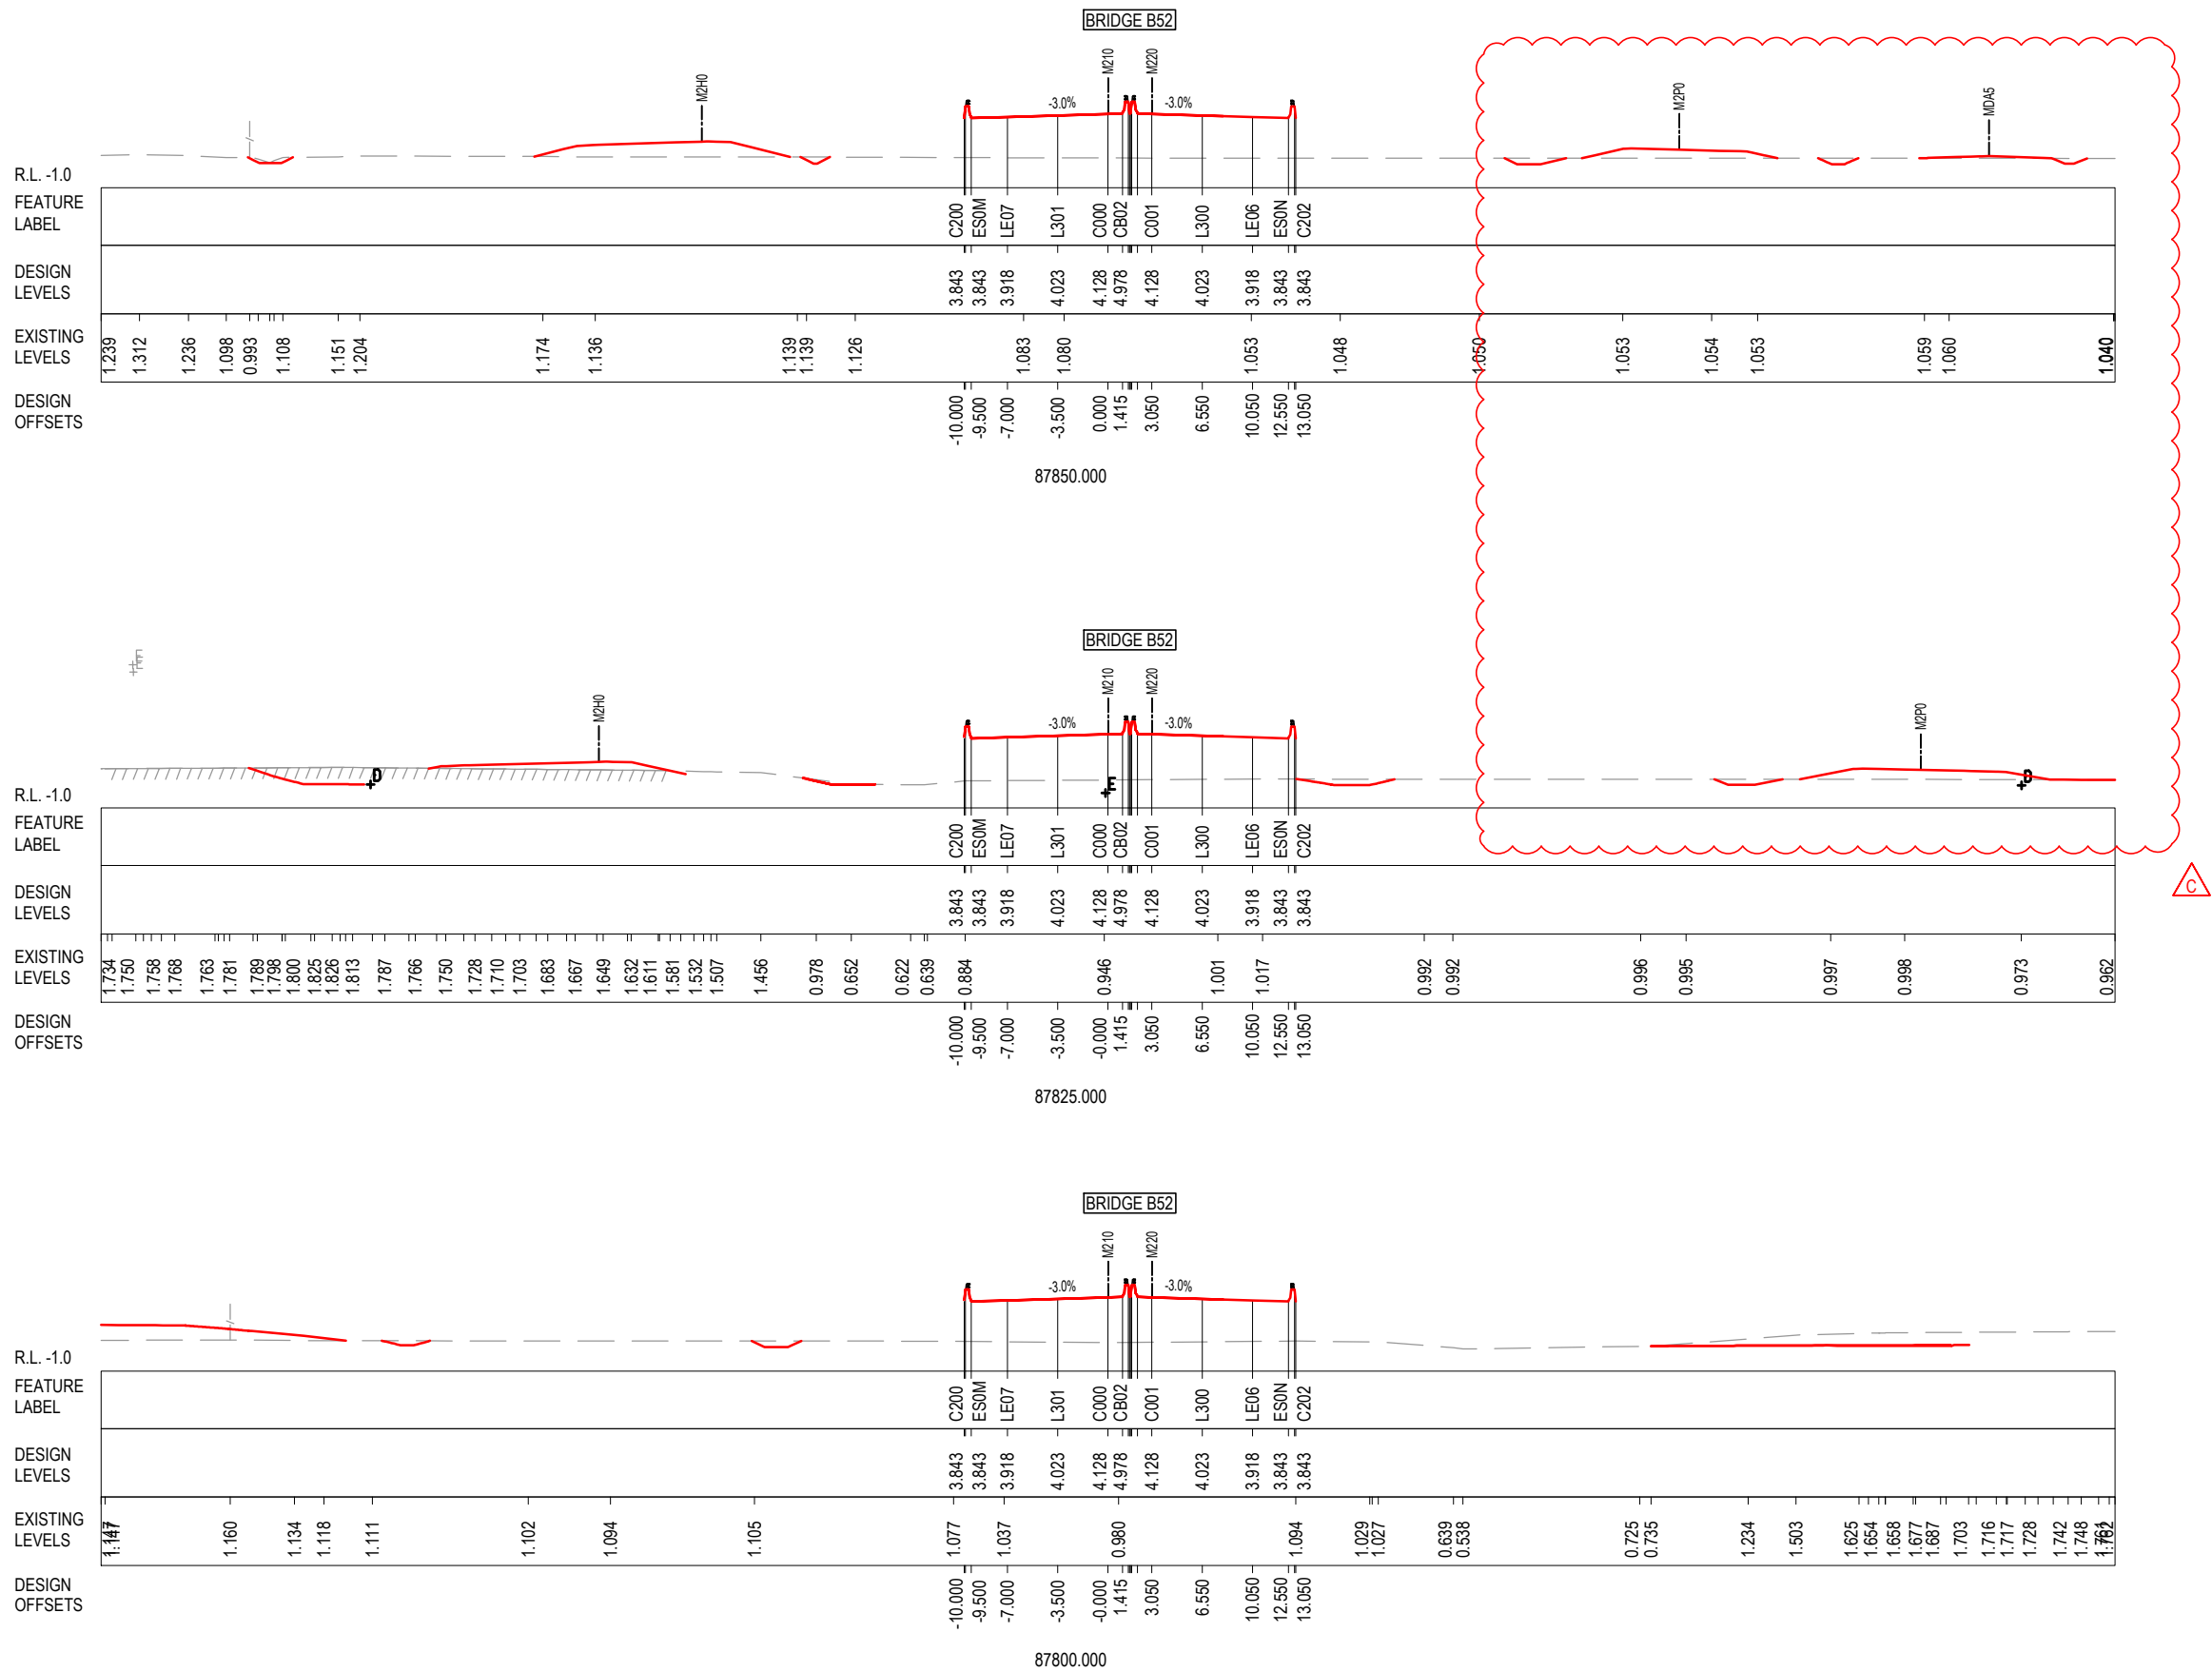 BRIDGE B52
M2H0
M210
M220
M2P0
MDA5
-3.0%
-3.0%
R.L. -1.0
FEATURE LABEL
C200 ES0M LE07 L301 C000 CB02 C001 L300 LE06 ES0N C202
DESIGN LEVELS
3.843 3.843 3.918 4.023 4.128 4.978 4.128 4.023 3.918 3.843 3.843
EXISTING LEVELS
1.239 1.312 1.236 1.098 0.993 1.108 1.151 1.204 1.174 1.136 1.139 1.139 1.126 1.083 1.080 1.053 1.048 1.050 1.053 1.054 1.053 1.059 1.060 1.040
DESIGN OFFSETS
-10.000 -9.500 -7.000 -3.500 0.000 1.415 3.050 6.550 10.050 12.550 13.050
87850.000
BRIDGE B52
M2H0
M210
M220
M2P0
-3.0%
-3.0%
D
E
D
R.L. -1.0
FEATURE LABEL
C200 ES0M LE07 L301 C000 CB02 C001 L300 LE06 ES0N C202
C
DESIGN LEVELS
3.843 3.843 3.918 4.023 4.128 4.978 4.128 4.023 3.918 3.843 3.843
EXISTING LEVELS
1.734 1.750 1.758 1.768 1.763 1.781 1.789 1.798 1.800 1.825 1.826 1.813 1.787 1.766 1.750 1.728 1.710 1.703 1.683 1.667 1.649 1.632 1.611 1.581 1.532 1.507 1.456 0.978 0.652 0.622 0.639 0.884 0.946 1.001 1.017 0.992 0.992 0.996 0.995 0.997 0.998 0.973 0.962
DESIGN OFFSETS
-10.000 -9.500 -7.000 -3.500 -0.000 1.415 3.050 6.550 10.050 12.550 13.050
87825.000
BRIDGE B52
M210
M220
-3.0%
-3.0%
R.L. -1.0
FEATURE LABEL
C200 ES0M LE07 L301 C000 CB02 C001 L300 LE06 ES0N C202
DESIGN LEVELS
3.843 3.843 3.918 4.023 4.128 4.978 4.128 4.023 3.918 3.843 3.843
EXISTING LEVELS
1.147 1.160 1.134 1.118 1.111 1.102 1.094 1.105 1.077 1.037 0.980 1.094 1.029 1.027 0.639 0.538 0.725 0.735 1.234 1.503 1.625 1.654 1.658 1.677 1.687 1.703 1.716 1.717 1.728 1.742 1.748 1.762
DESIGN OFFSETS
-10.000 -9.500 -7.000 -3.500 -0.000 1.415 3.050 6.550 10.050 12.550 13.050
87800.000